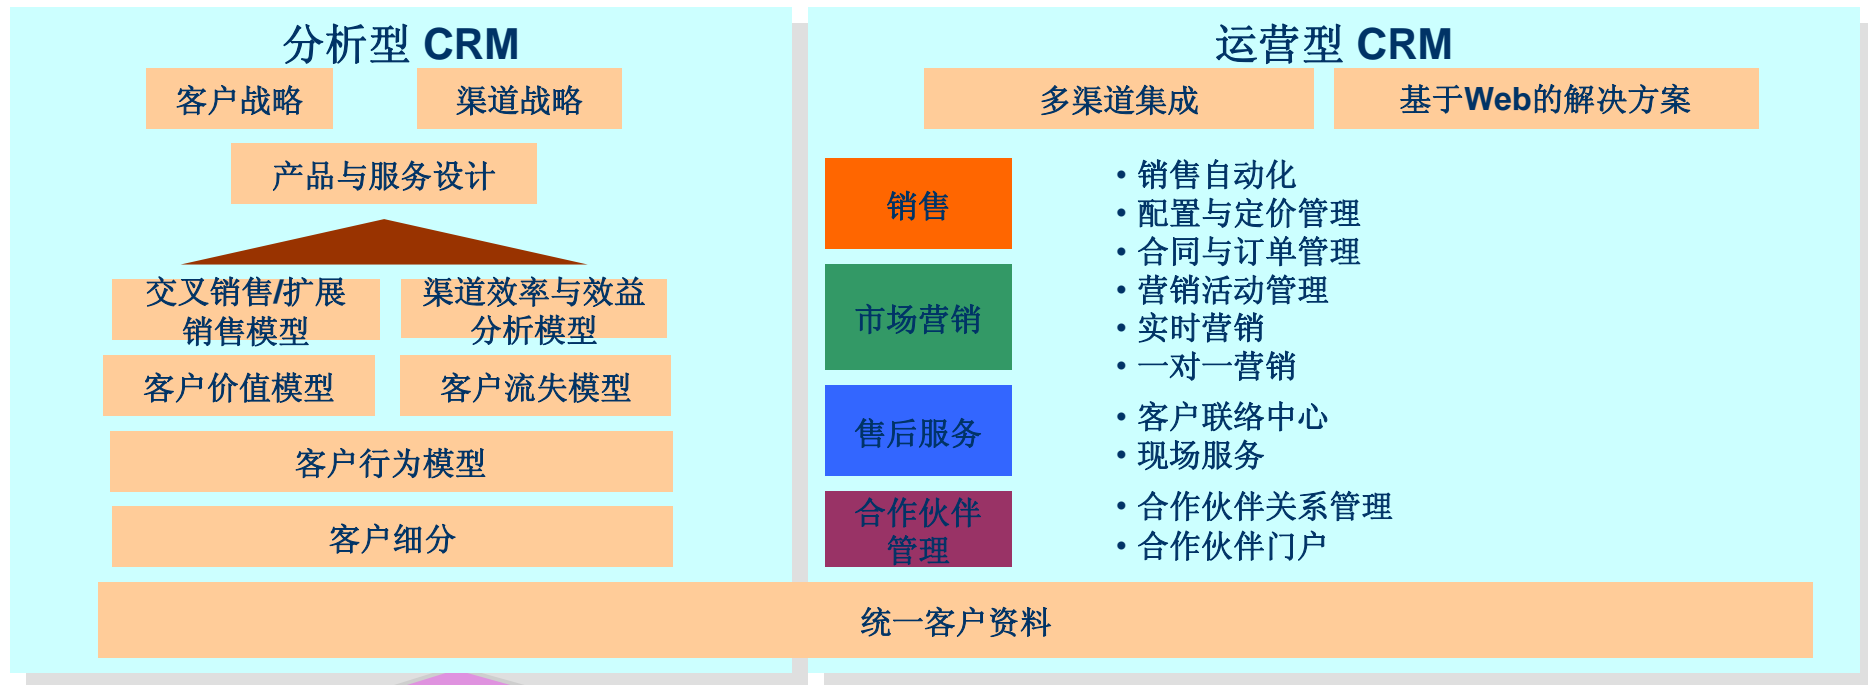 分析型 CRM
客户战略
渠道战略
产品与服务设计
交叉销售/扩展
销售模型
渠道效率与效益
分析模型
客户价值模型
客户流失模型
客户行为模型
客户细分
运营型 CRM
多渠道集成
基于Web的解决方案
销售
• 销售自动化
• 配置与定价管理
• 合同与订单管理
市场营销
• 营销活动管理
• 实时营销
• 一对一营销
售后服务
• 客户联络中心
• 现场服务
合作伙伴
管理
• 合作伙伴关系管理
• 合作伙伴门户
统一客户资料